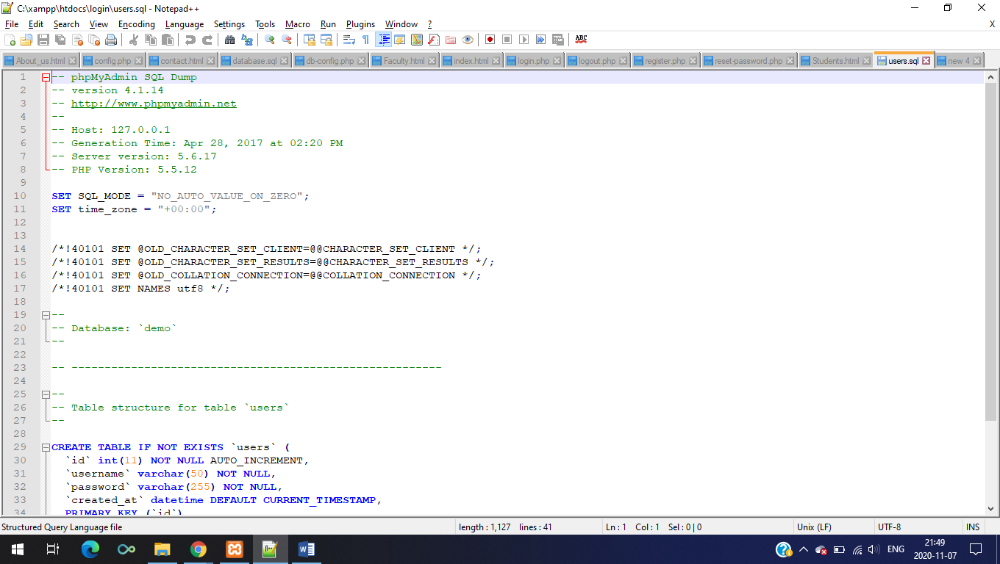 C:\xampp\htdocs\login\users.sql - Notepad++
File Edit Search View Encoding Language Settings Tools Macro Run Plugins Window ? X
About_us.html config.php contact.html database.sql db-config.php Faculty.html index.html login.php logout.php register.php reset-password.php Students.html users.sql new 4
1 -- phpMyAdmin SQL Dump
2 -- version 4.1.14
3 -- http://www.phpmyadmin.net
4 --
5 -- Host: 127.0.0.1
6 -- Generation Time: Apr 28, 2017 at 02:20 PM
7 -- Server version: 5.6.17
8 -- PHP Version: 5.5.12
9
10 SET SQL_MODE = "NO_AUTO_VALUE_ON_ZERO";
11 SET time_zone = "+00:00";
12
13
14 /*!40101 SET @OLD_CHARACTER_SET_CLIENT=@@CHARACTER_SET_CLIENT */;
15 /*!40101 SET @OLD_CHARACTER_SET_RESULTS=@@CHARACTER_SET_RESULTS */;
16 /*!40101 SET @OLD_COLLATION_CONNECTION=@@COLLATION_CONNECTION */;
17 /*!40101 SET NAMES utf8 */;
18
19 --
20 -- Database: `demo`
21 --
22
23 -- --------------------------------------------------------
24
25 --
26 -- Table structure for table `users`
27 --
28
29 CREATE TABLE IF NOT EXISTS `users` (
30 `id` int(11) NOT NULL AUTO_INCREMENT,
31 `username` varchar(50) NOT NULL,
32 `password` varchar(255) NOT NULL,
33 `created_at` datetime DEFAULT CURRENT_TIMESTAMP,
34 PRIMARY KEY (`id`)
Structured Query Language file length : 1,127 lines : 41 Ln : 1 Col : 1 Sel : 0 | 0 Unix (LF) UTF-8 INS
ENG 21:49
2020-11-07